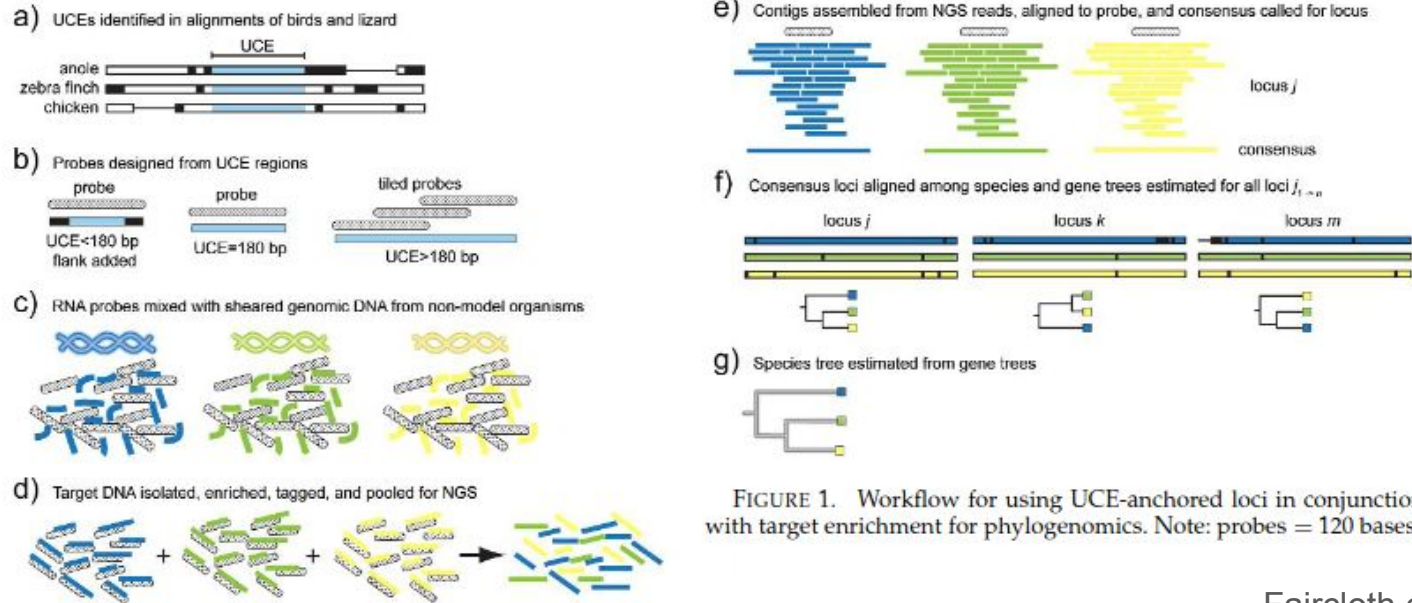 a) UCEs identified in alignments of birds and lizard
UCE
anole
zebra finch
chicken
b) Probes designed from UCE regions
probe
UCE<180 bp
flank added
probe
UCE=180 bp
tiled probes
UCE>180 bp
c) RNA probes mixed with sheared genomic DNA from non-model organisms
d) Target DNA isolated, enriched, tagged, and pooled for NGS
+ +
e) Contigs assembled from NGS reads, aligned to probe, and consensus called for locus
locus j
consensus
f) Consensus loci aligned among species and gene trees estimated for all loci j
locus j locus k locus m
g) Species tree estimated from gene trees
FIGURE 1. Workflow for using UCE-anchored loci in conjunction
with target enrichment for phylogenomics. Note: probes = 120 bases